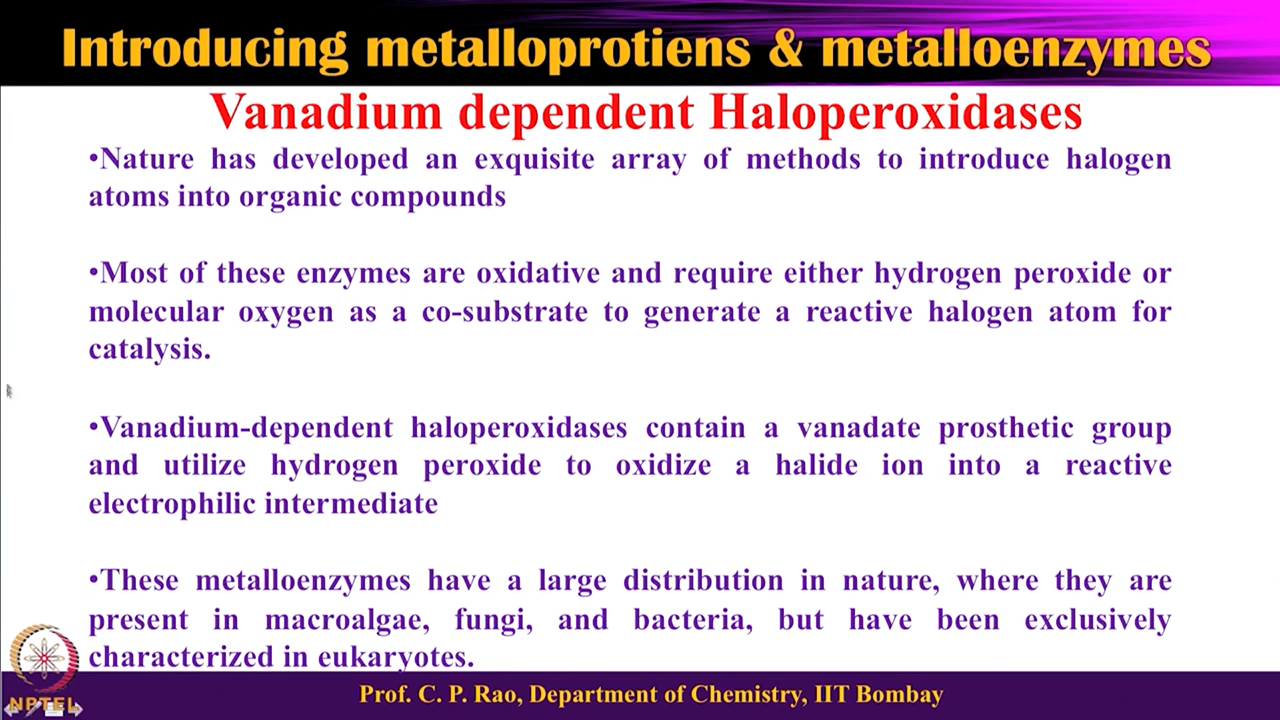 Introducing metalloprotiens & metalloenzymes
Vanadium dependent Haloperoxidases
•Nature has developed an exquisite array of methods to introduce halogen
atoms into organic compounds
•Most of these enzymes are oxidative and require either hydrogen peroxide or
molecular oxygen as a co-substrate to generate a reactive halogen atom for
catalysis.
•Vanadium-dependent haloperoxidases contain a vanadate prosthetic group
and utilize hydrogen peroxide to oxidize a halide ion into a reactive
electrophilic intermediate
•These metalloenzymes have a large distribution in nature, where they are
present in macroalgae, fungi, and bacteria, but have been exclusively
characterized in eukaryotes.
NPTEL
Prof. C. P. Rao, Department of Chemistry, IIT Bombay